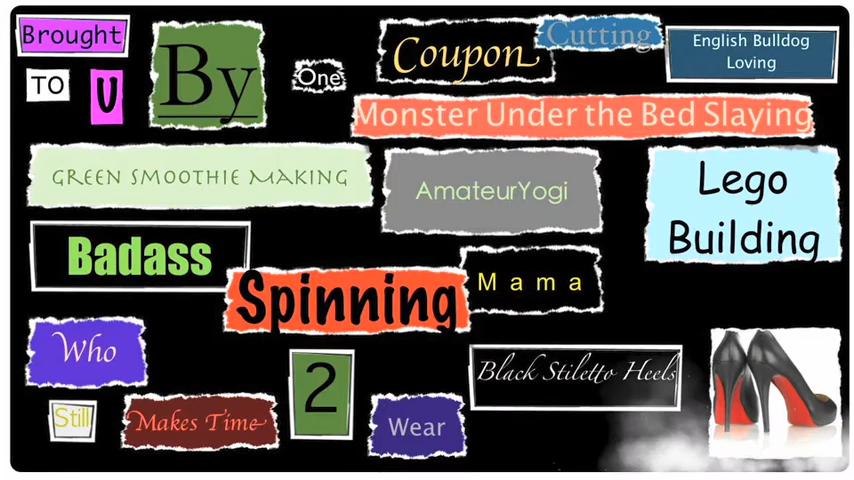 Brought
TO U By One Coupon Cutting English Bulldog
Loving
Monster Under the Bed Slaying
Green Smoothie Making
AmateurYogi
Lego
Building
Badass
Spinning
Mama
Who
Still
Makes Time
2
Wear
Black Stiletto Heels